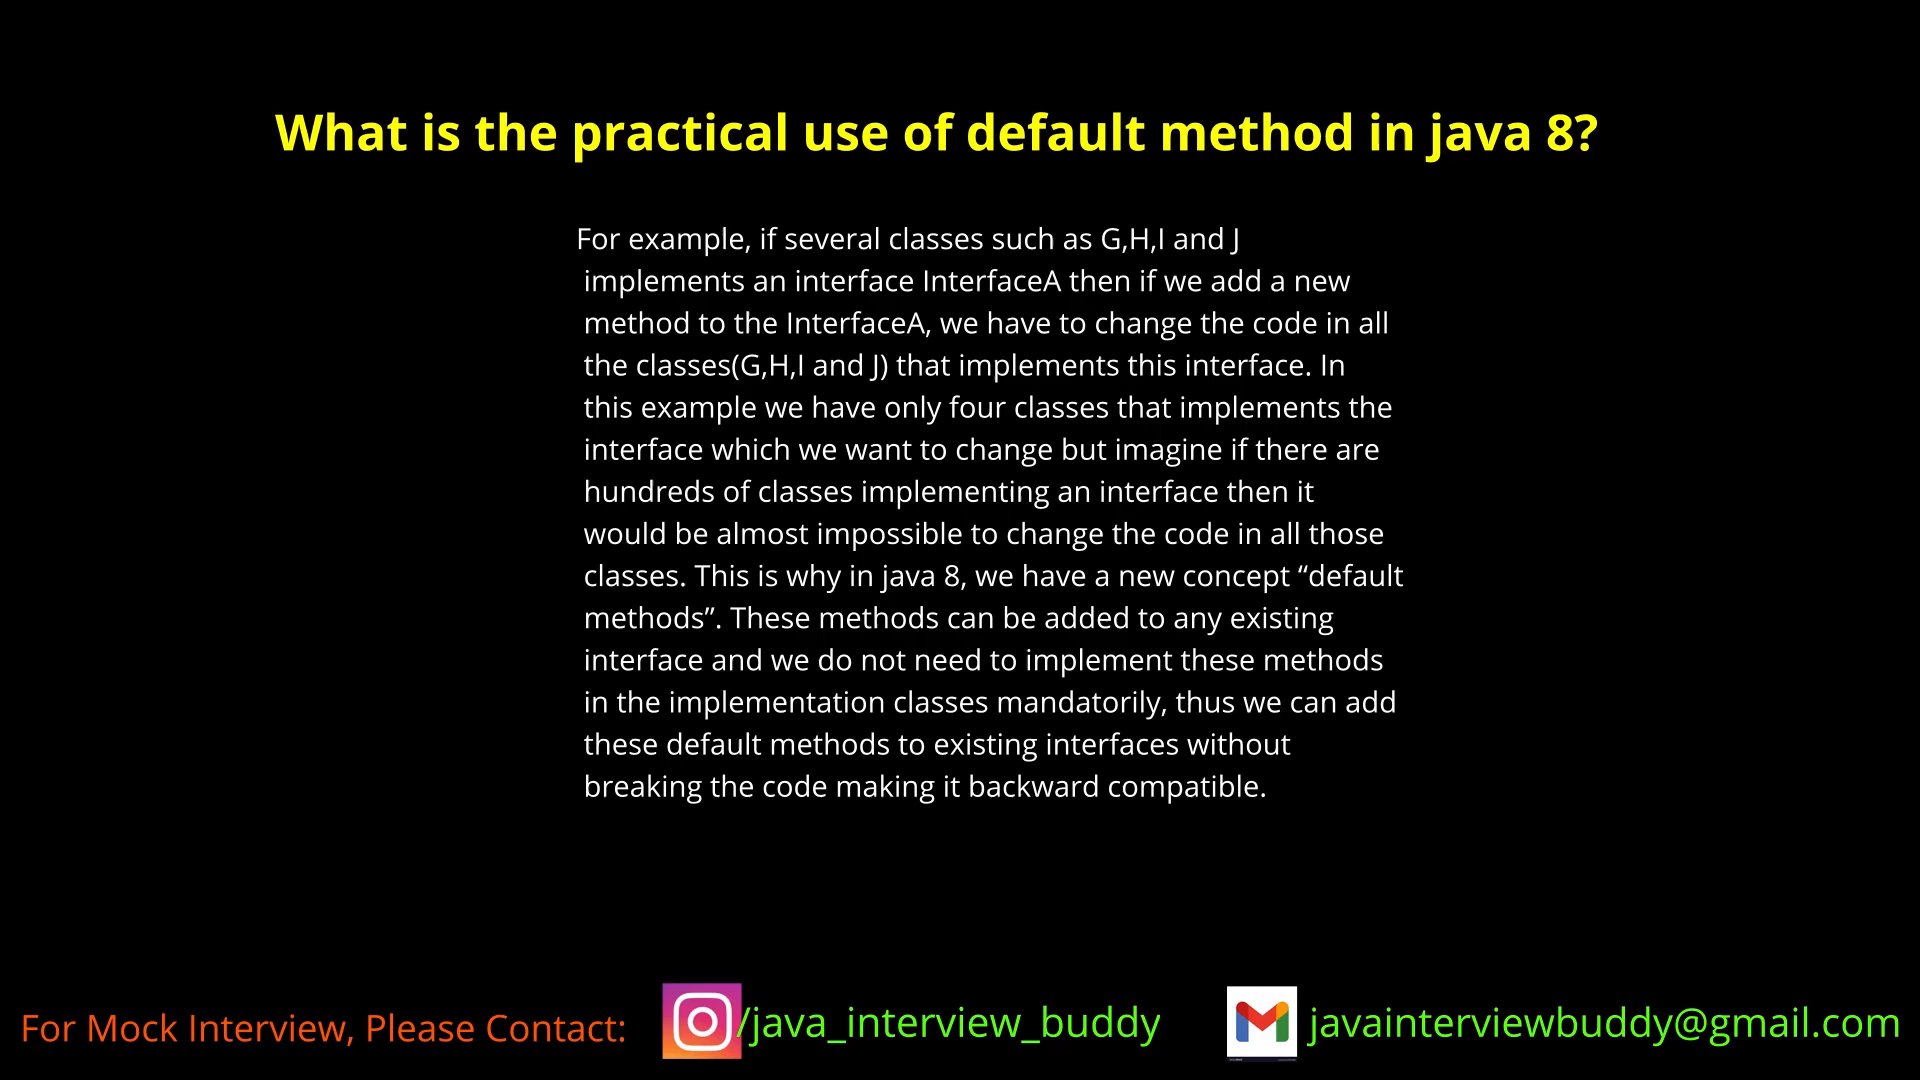 What is the practical use of default method in java 8?
For example, if several classes such as G,H,I and J
implements an interface InterfaceA then if we add a new
method to the InterfaceA, we have to change the code in all
the classes(G,H,I and J) that implements this interface. In
this example we have only four classes that implements the
interface which we want to change but imagine if there are
hundreds of classes implementing an interface then it
would be almost impossible to change the code in all those
classes. This is why in java 8, we have a new concept “default
methods”. These methods can be added to any existing
interface and we do not need to implement these methods
in the implementation classes mandatorily, thus we can add
these default methods to existing interfaces without
breaking the code making it backward compatible.
For Mock Interview, Please Contact: /java_interview_buddy javainterviewbuddy@gmail.com